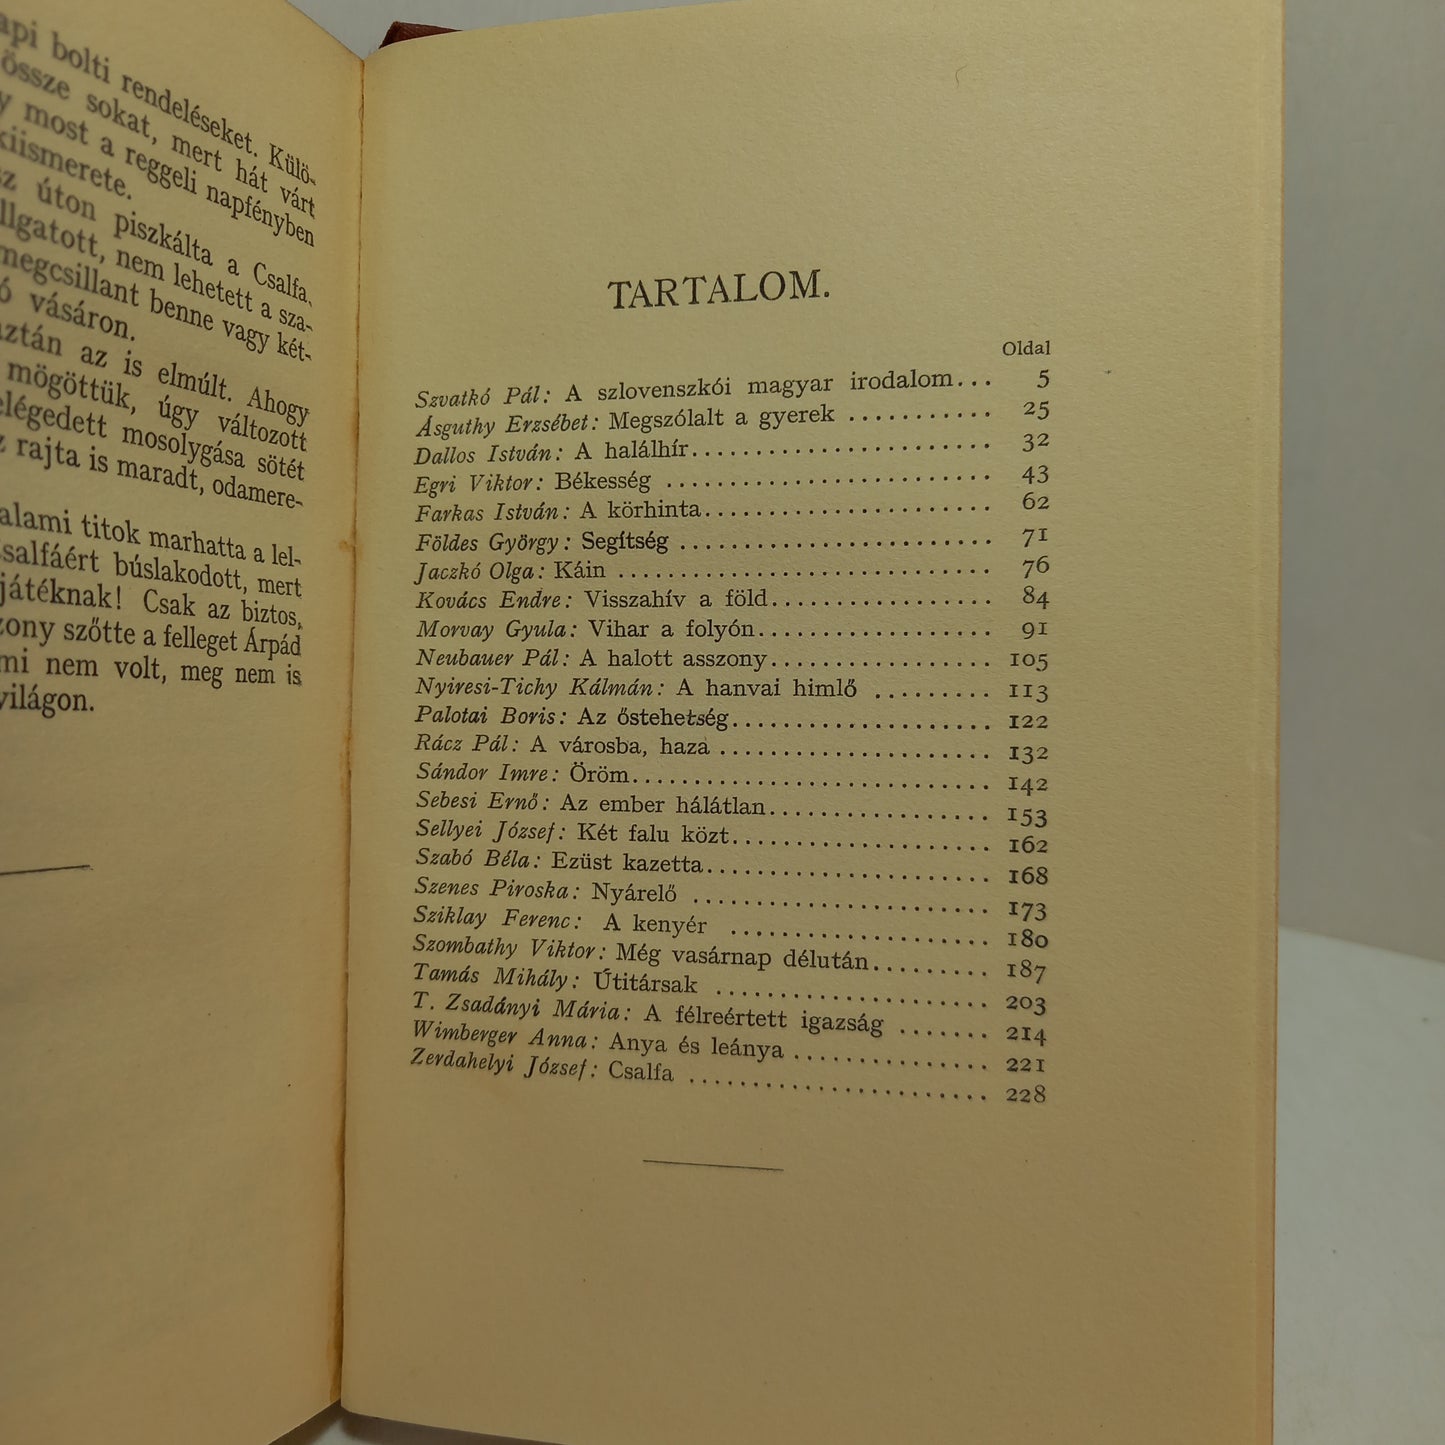 api bolti rendeléseket. Külö-
össze sokat, mert hát várt
most a reggeli napfényben
kiismerete.
úton piszkálta a Csalfa,
nem lehetett a sza-
megcsillant benne vagy két-
ó vásáron.
aztán az is elmúlt. Ahogy
mögöttük, úgy változott
elégedett mosolygása sötét
z rajta is maradt, odamere-
alami titok marhatta a lel-
salfáért búslakodott, mert
játéknak! Csak az biztos,
zony szőtte a felleget Árpád
mi nem volt, meg nem is
világon.
TARTALOM.
Oldal
Szvatkó Pál: A szlovenszkói magyar irodalom... 5
Ásguthy Erzsébet: Megszólalt a gyerek ........... 25
Dallos István: A halálhír....................... 32
Egri Viktor: Békesség ......................... 43
Farkas István: A körhinta...................... 62
Földes György: Segítség ........................ 71
Jaczkó Olga: Káin ............................ 76
Kovács Endre: Visszahív a föld................. 84
Morvay Gyula: Vihar a folyón.................. 91
Neubauer Pál: A halott asszony................. 105
Nyiresi-Tichy Kálmán: A hanvai himlő ......... 113
Palotai Boris: Az őstehetség.................... 122
Rácz Pál: A városba, haza ..................... 132
Sándor Imre: Öröm............................ 142
Sebesi Ernő: Az ember hálátlan................. 153
Sellyei József: Két falu közt.................... 162
Szabó Béla: Ezüst kazetta...................... 168
Szenes Piroska: Nyárelő ....................... 173
Sziklay Ferenc: A kenyér .................... 180
Szombathy Viktor: Még vasárnap délután......... 187
Tamás Mihály: Útitársak ..................... 203
T. Zsadányi Mária: A félreértett igazság ....... 214
Wimberger Anna: Anya és leánya ............... 221
Zerdahelyi József: Csalfa ....................... 228